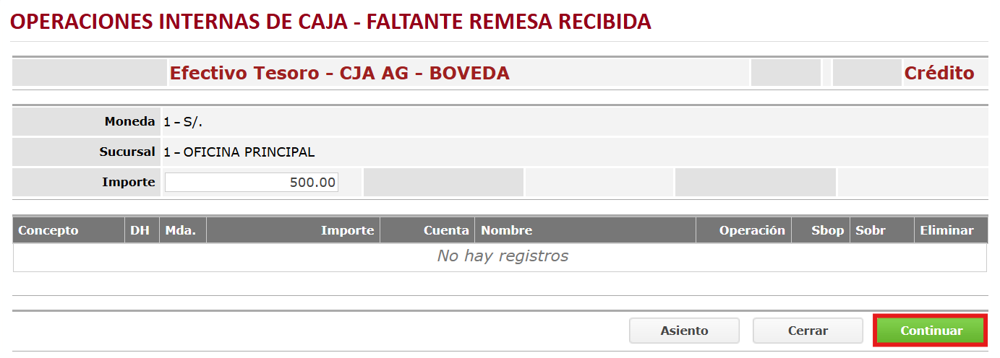 OPERACIONES INTERNAS DE CAJA - FALTANTE REMESA RECIBIDA
Efectivo Tesoro - CJA AG - BOVEDA Crédito
Moneda 1 - S/.
Sucursal 1 - OFICINA PRINCIPAL
Importe 500.00
Concepto DH Mda. Importe Cuenta Nombre Operación Sbop Sobr Eliminar
No hay registros
Asiento Cerrar Continuar